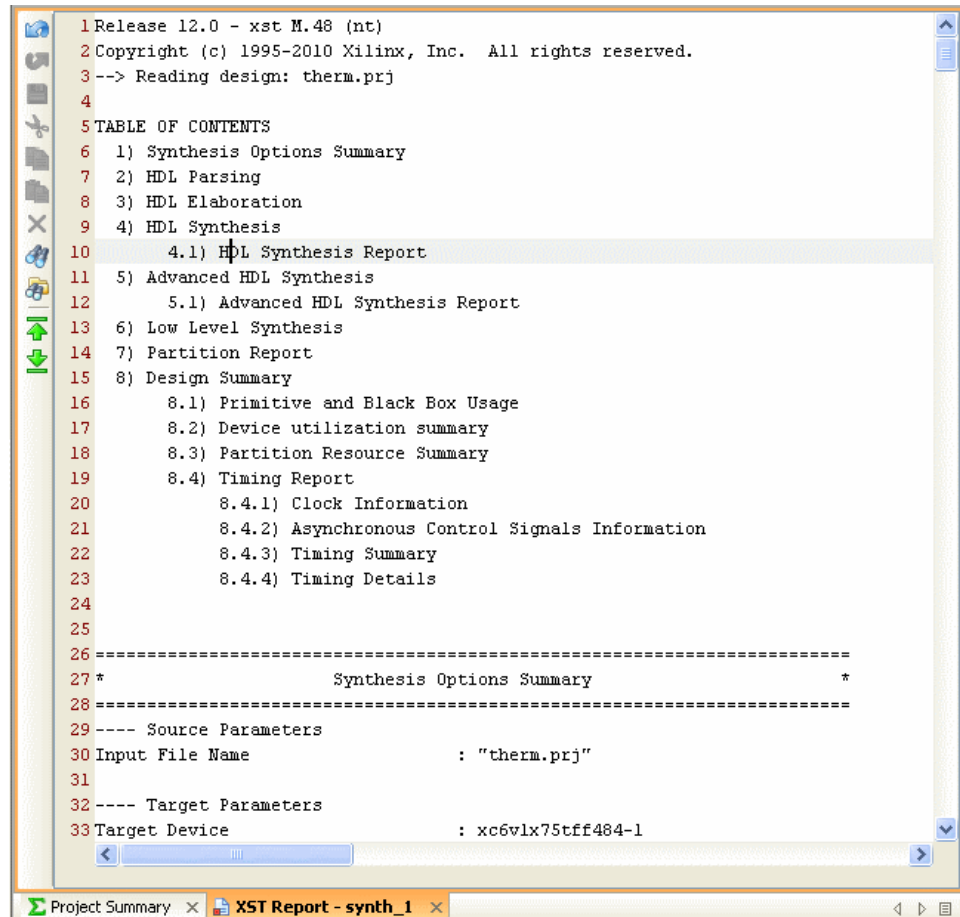 1 Release 12.0 - xst M.48 (nt)
2 Copyright (c) 1995-2010 Xilinx, Inc.  All rights reserved.
3 --> Reading design: therm.prj
4
5 TABLE OF CONTENTS
6   1) Synthesis Options Summary
7   2) HDL Parsing
8   3) HDL Elaboration
9   4) HDL Synthesis
10        4.1) HDL Synthesis Report
11   5) Advanced HDL Synthesis
12        5.1) Advanced HDL Synthesis Report
13   6) Low Level Synthesis
14   7) Partition Report
15   8) Design Summary
16        8.1) Primitive and Black Box Usage
17        8.2) Device utilization summary
18        8.3) Partition Resource Summary
19        8.4) Timing Report
20             8.4.1) Clock Information
21             8.4.2) Asynchronous Control Signals Information
22             8.4.3) Timing Summary
23             8.4.4) Timing Details
24
25
26 =========================================================================
27 *                      Synthesis Options Summary                        *
28 =========================================================================
29 ---- Source Parameters
30 Input File Name                    : "therm.prj"
31
32 ---- Target Parameters
33 Target Device                      : xc6vlx75tff484-1
Project Summary × XST Report - synth_1 ×